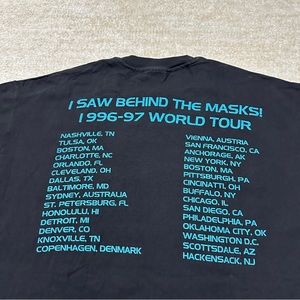 I SAW BEHIND THE MASKS!
1996-97 WORLD TOUR
NASHVILLE, TN
TULSA, OK
BOSTON, MA
CHARLOTTE, NC
ORLANDO, FL
CLEVELAND, OH
DALLAS, TX
BALTIMORE, MD
SYDNEY, AUSTRALIA
ST. PETERSBURG, FL
HONOLULU, HI
DETROIT, MI
DENVER, CO
KNOXVILLE, TN
COPENHAGEN, DENMARK
VIENNA, AUSTRIA
SAN FRANCISCO, CA
ANCHORAGE, AK
NEW YORK, NY
BOSTON, MA
PITTSBURGH, PA
CINCINATTI, OH
BUFFALO, NY
CHICAGO, IL
SAN DIEGO, CA
PHILADELPHIA, PA
OKLAHOMA CITY, OK
WASHINGTON D.C.
SCOTTSDALE, AZ
HACKENSACK, NJ